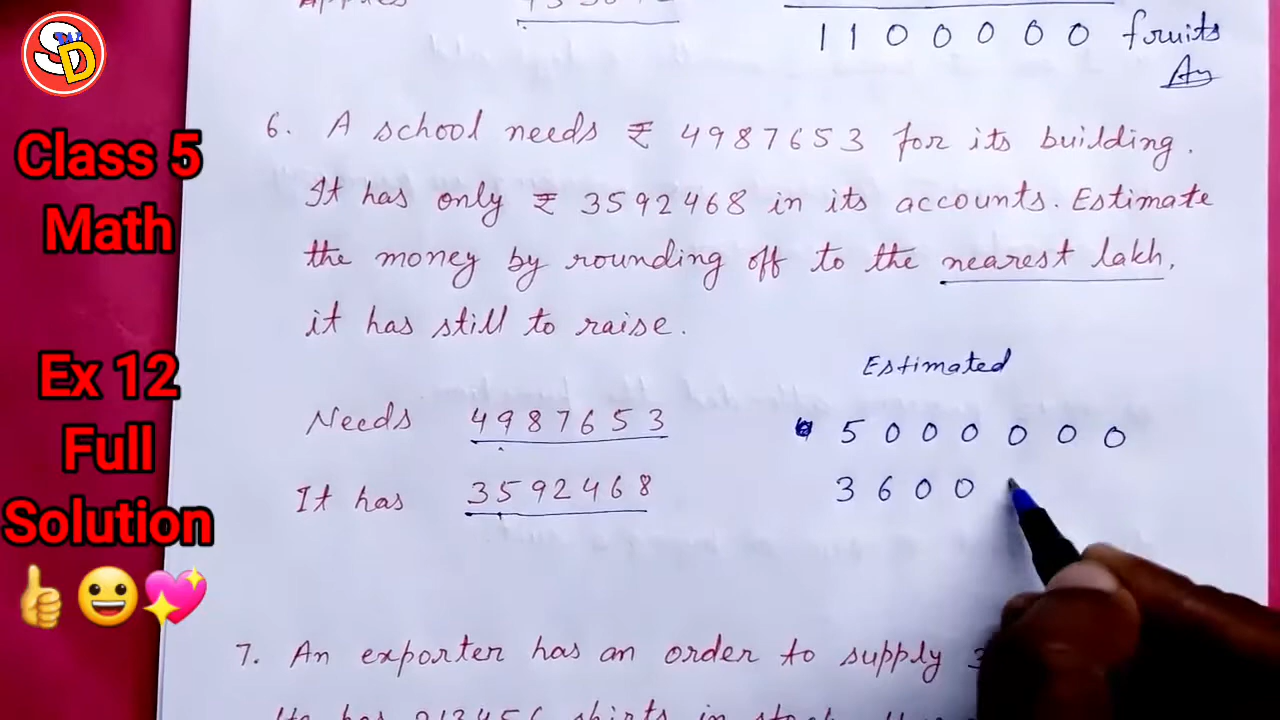 SD
Class 5
Math
Ex 12
Full
Solution
1100000 fruits
Ans
6. A school needs ₹ 4987653 for its building.
It has only ₹ 3592468 in its accounts. Estimate
the money by rounding off to the nearest lakh,
it has still to raise.
Estimated
Needs 4987653 5000000
It has 3592468 3600
7. An exporter has an order to supply 3